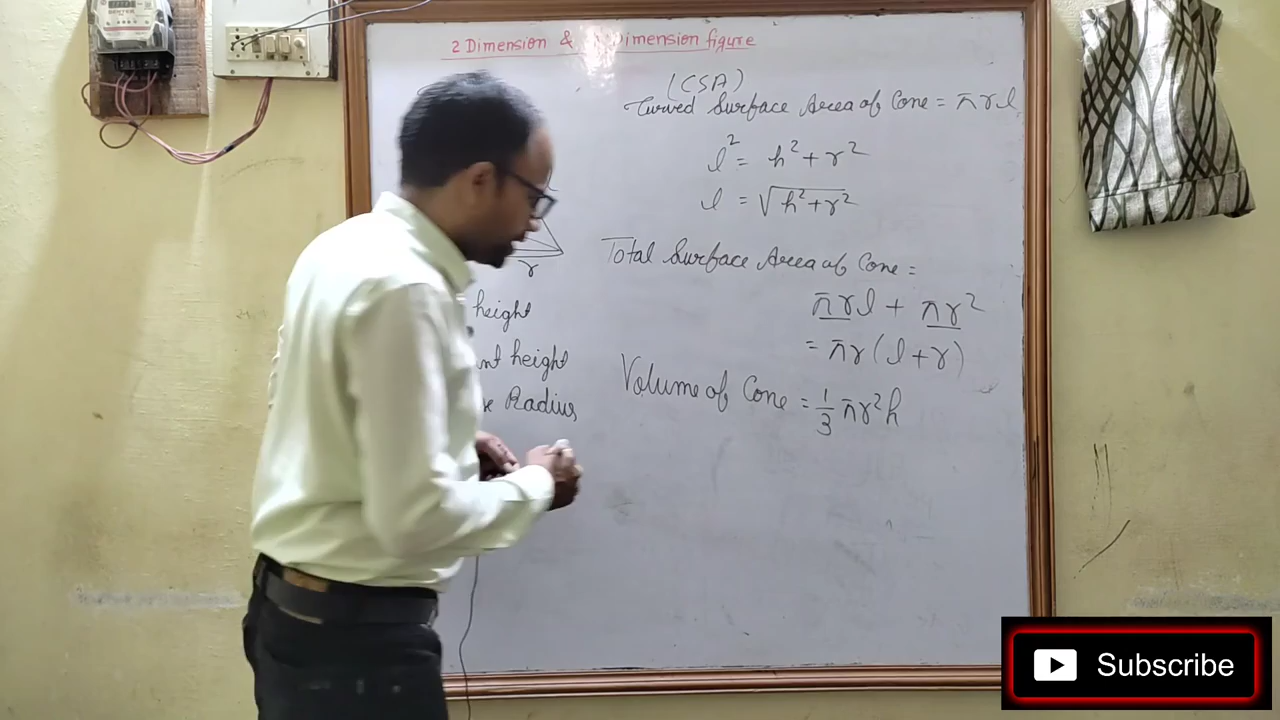 2 Dimension & Dimension figure
(CSA)
Curved Surface Area of Cone = πrl
l² = h² + r²
l = √h²+r²
r
Total Surface Area of Cone =
πrl + πr²
= πr(l+r)
height
height
Radius
Volume of Cone = 1/3 πr²h
Subscribe